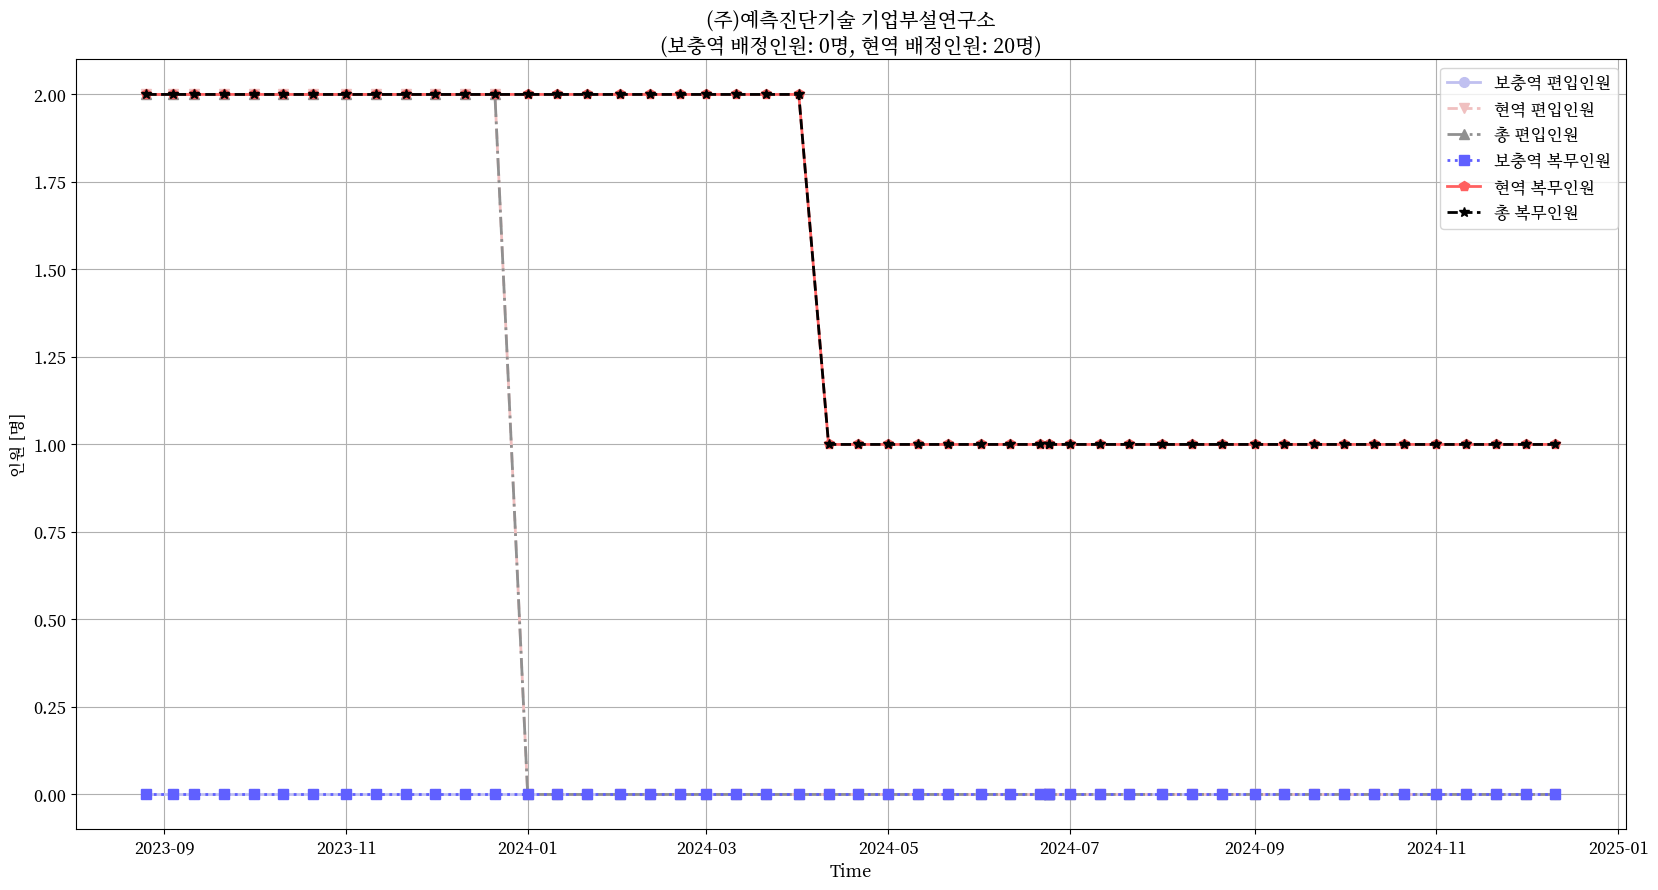 (주)예측진단기술 기업부설연구소
(보충역 배정인원: 0명, 현역 배정인원: 20명)
보충역 편입인원
현역 편입인원
총 편입인원
보충역 복무인원
현역 복무인원
총 복무인원
2.00
1.75
1.50
1.25
1.00
0.75
0.50
0.25
0.00
인원 [명]
2023-09
2023-11
2024-01
2024-03
2024-05
2024-07
2024-09
2024-11
2025-01
Time